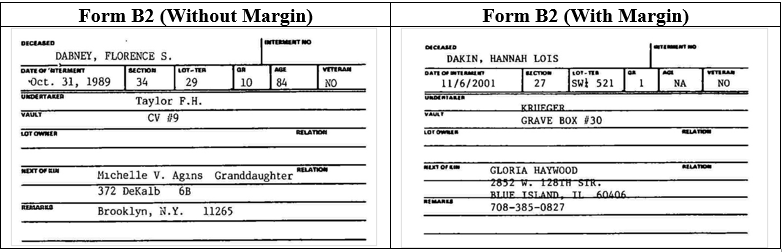 Form B2 (Without Margin)
DECEASED
INTERMENT NO
DABNEY, FLORENCE S.
DATE OF INTERMENT SECTION LOT-TER GR AGE VETERAN
Oct. 31, 1989 34 29 10 84 NO
UNDERTAKER
Taylor F.H.
VAULT
CV #9
LOT OWNER RELATION
NEXT OF KIN RELATION
Michelle V. Agins Granddaughter
372 DeKalb 6B
REMARKS
Brooklyn, N.Y. 11265
Form B2 (With Margin)
DECEASED
INTERMENT NO
DAKIN, HANNAH LOIS
DATE OF INTERMENT SECTION LOT-TER GR AGE VETERAN
11/6/2001 27 SW¼ 521 1 NA NO
UNDERTAKER
KRUEGER
VAULT
GRAVE BOX #30
LOT OWNER RELATION
NEXT OF KIN RELATION
GLORIA HAYWOOD
2852 W. 128TH STR.
BLUE ISLAND, IL 60406
REMARKS
708-385-0827